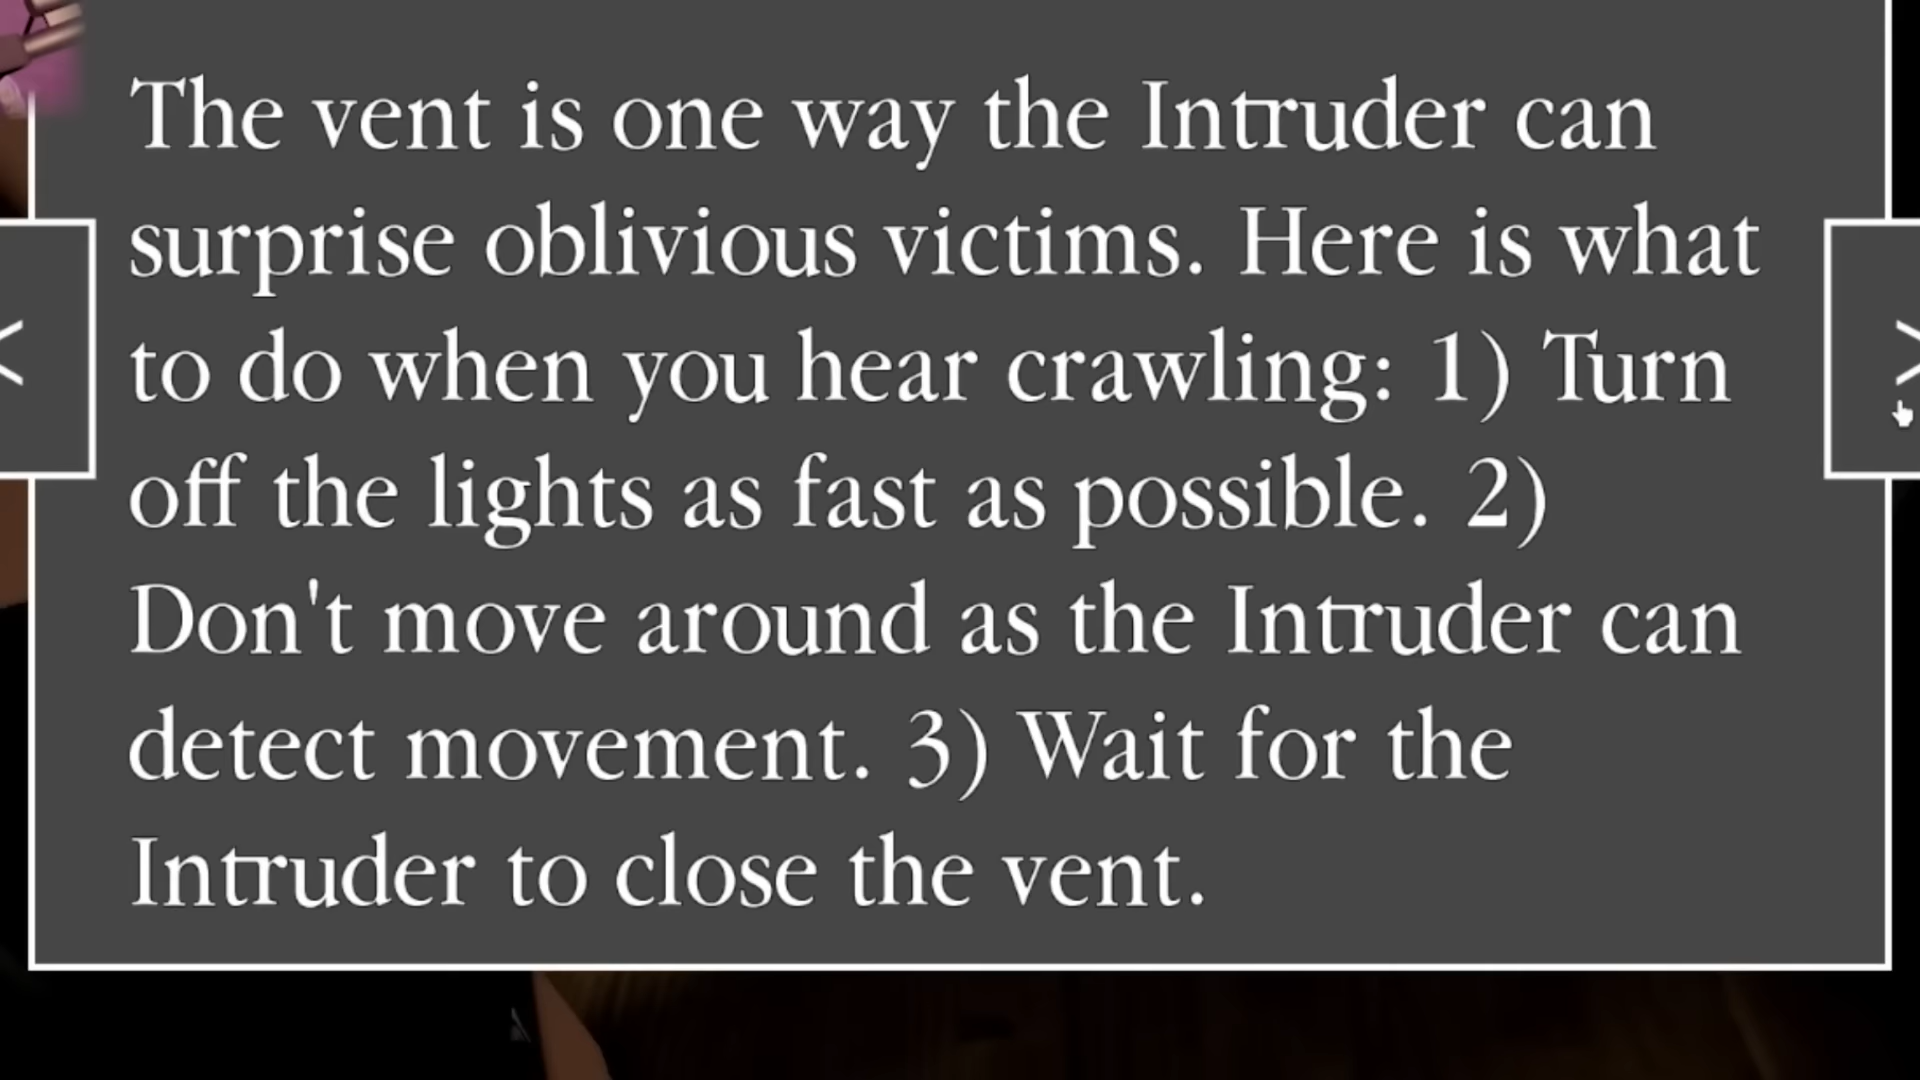 The vent is one way the Intruder can
surprise oblivious victims. Here is what
to do when you hear crawling: 1) Turn
off the lights as fast as possible. 2)
Don't move around as the Intruder can
detect movement. 3) Wait for the
Intruder to close the vent.
<
>